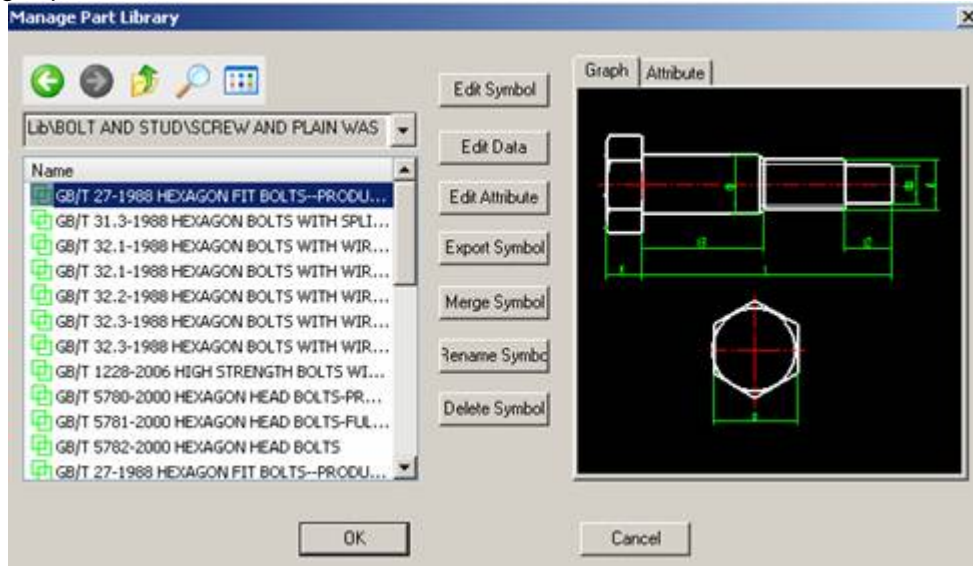 Manage Part Library
Lib\BOLT AND STUD\SCREW AND PLAIN WAS
Name
GB/T 27-1988 HEXAGON FIT BOLTS--PRODU...
GB/T 31.3-1988 HEXAGON BOLTS WITH SPLI...
GB/T 32.1-1988 HEXAGON BOLTS WITH WIR...
GB/T 32.1-1988 HEXAGON BOLTS WITH WIR...
GB/T 32.2-1988 HEXAGON BOLTS WITH WIR...
GB/T 32.3-1988 HEXAGON BOLTS WITH WIR...
GB/T 32.3-1988 HEXAGON BOLTS WITH WIR...
GB/T 1228-2006 HIGH STRENGTH BOLTS WI...
GB/T 5780-2000 HEXAGON HEAD BOLTS-PR...
GB/T 5781-2000 HEXAGON HEAD BOLTS-FUL...
GB/T 5782-2000 HEXAGON HEAD BOLTS
GB/T 27-1988 HEXAGON FIT BOLTS--PRODU...
Edit Symbol
Edit Data
Edit Attribute
Export Symbol
Merge Symbol
Rename Symbo
Delete Symbol
Graph
Attribute
OK
Cancel